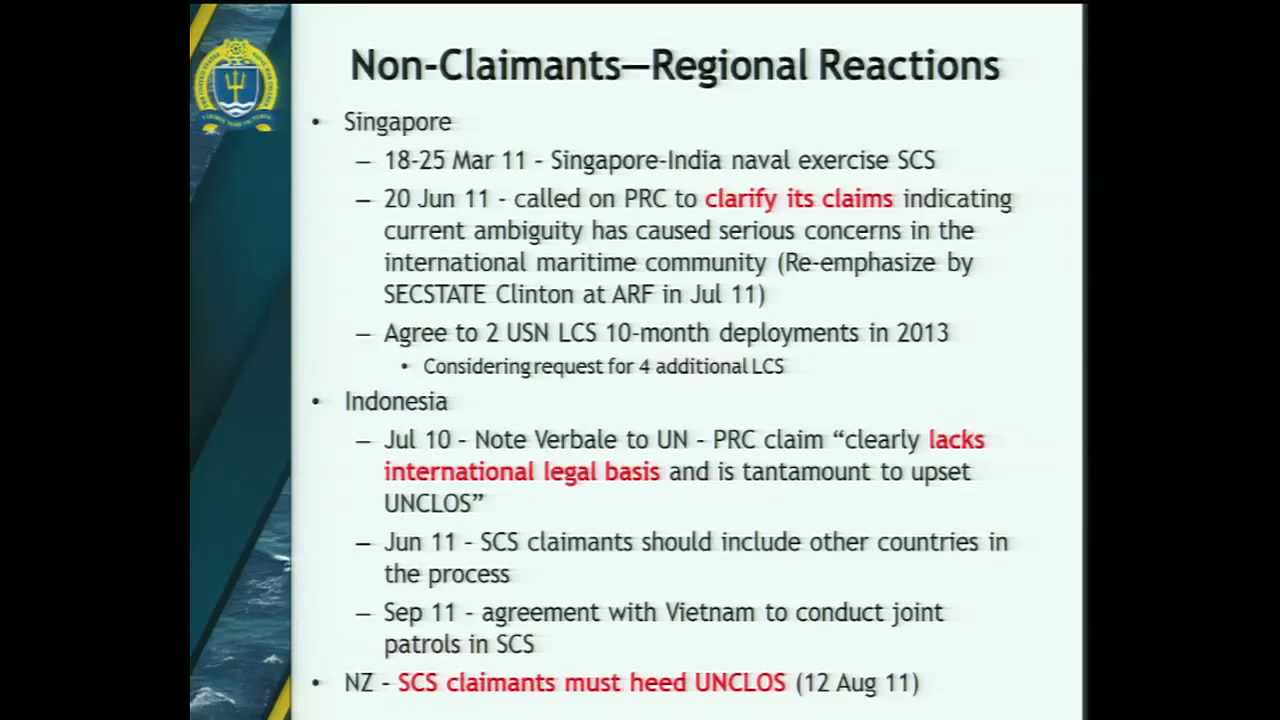 Non-Claimants—Regional Reactions
• Singapore
– 18-25 Mar 11 - Singapore-India naval exercise SCS
– 20 Jun 11 - called on PRC to clarify its claims indicating
current ambiguity has caused serious concerns in the
international maritime community (Re-emphasize by
SECSTATE Clinton at ARF in Jul 11)
– Agree to 2 USN LCS 10-month deployments in 2013
• Considering request for 4 additional LCS
• Indonesia
– Jul 10 - Note Verbale to UN - PRC claim “clearly lacks
international legal basis and is tantamount to upset
UNCLOS”
– Jun 11 - SCS claimants should include other countries in
the process
– Sep 11 - agreement with Vietnam to conduct joint
patrols in SCS
• NZ - SCS claimants must heed UNCLOS (12 Aug 11)